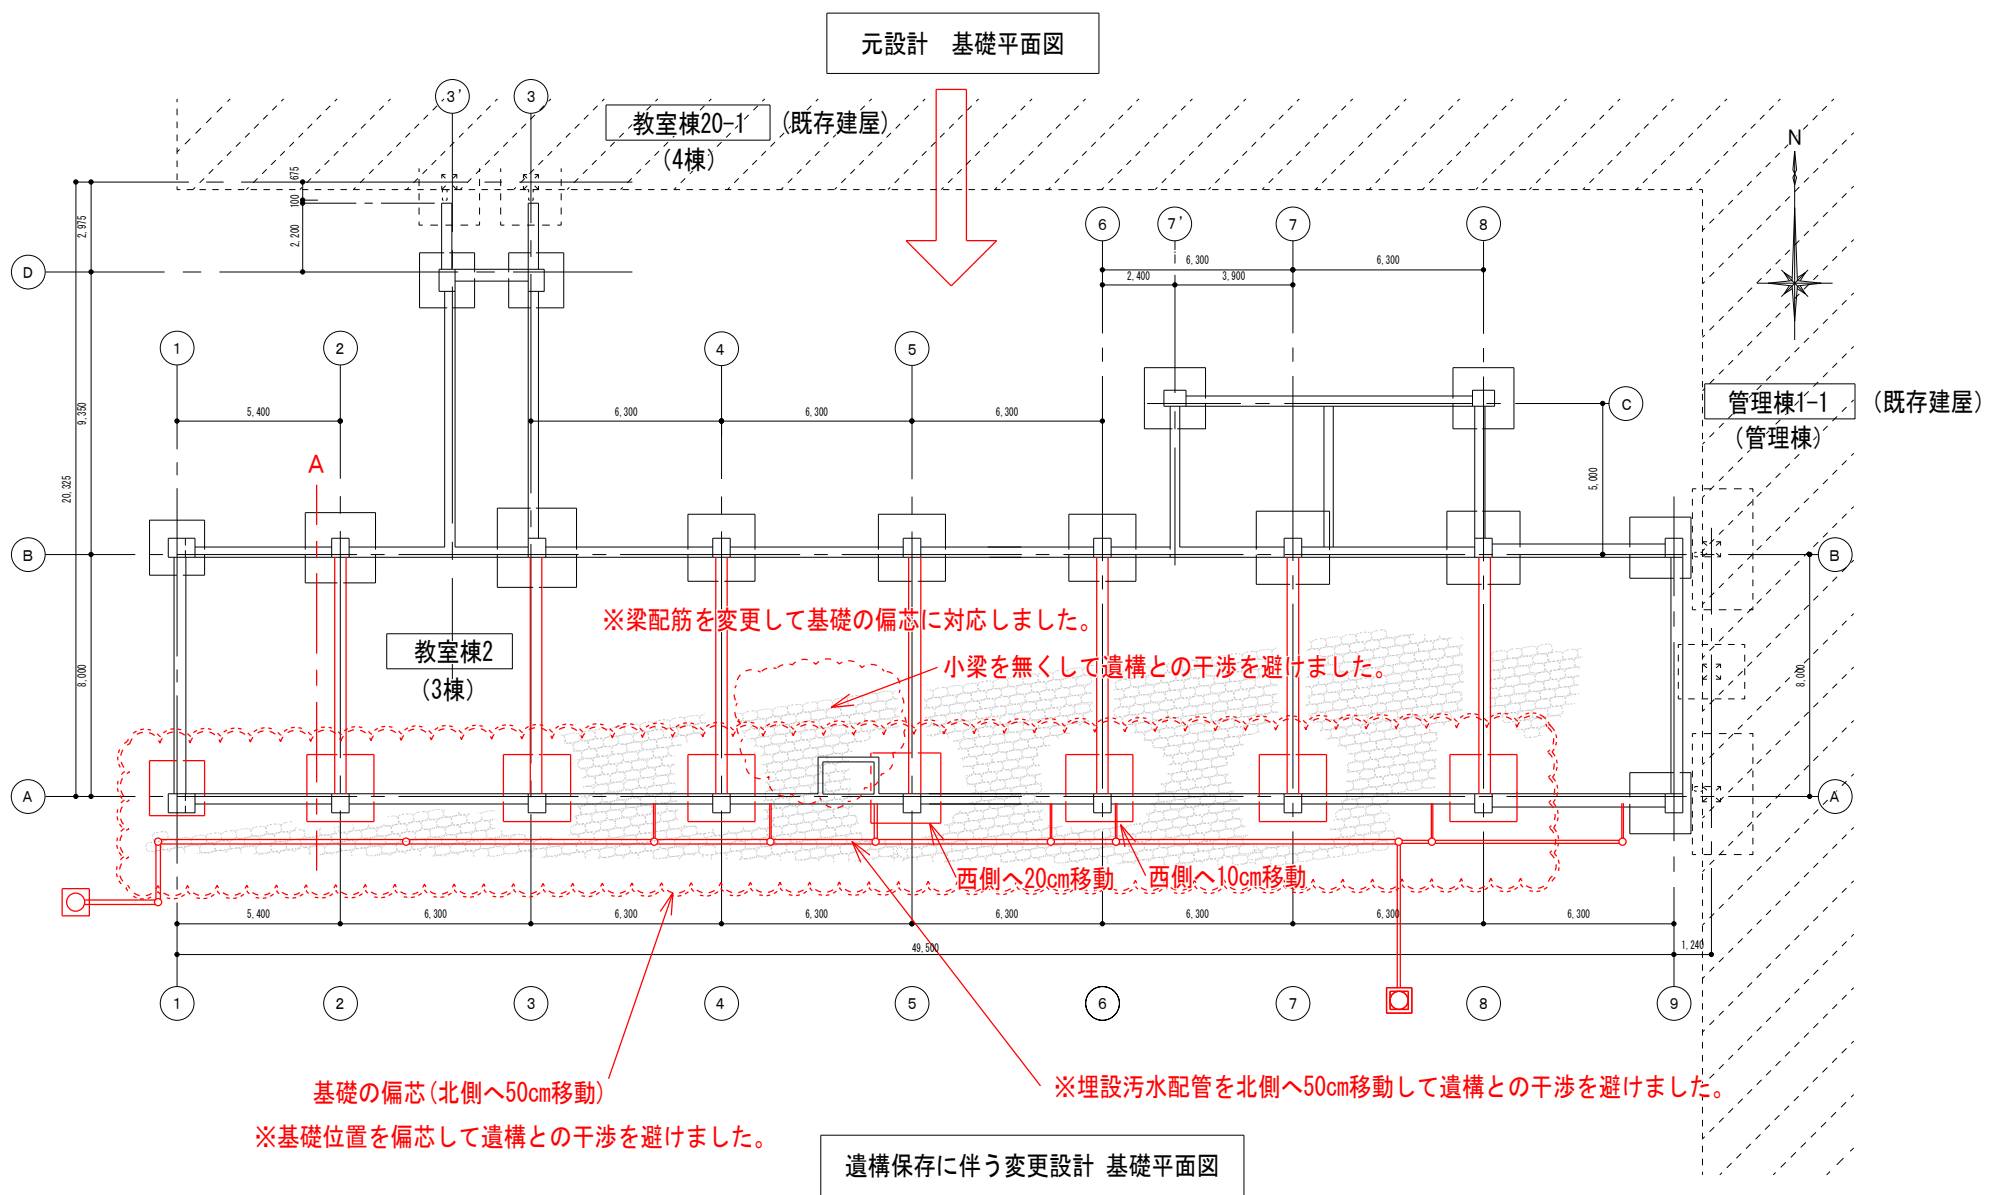 元設計 基礎平面図
3'
3
教室棟20-1
(既存建屋)
(4棟)
N
675
100
2,200
2,975
D
6
7'
7
8
6,300
6,300
2,400
3,900
1
2
4
5
5,400
6,300
6,300
6,300
C
管理棟1-1
(既存建屋)
(管理棟)
9,350
20,325
A
5,000
B
B
※梁配筋を変更して基礎の偏芯に対応しました。
教室棟2
(3棟)
小梁を無くして遺構との干渉を避けました。
8,000
8,000
A
A
西側へ20cm移動
西側へ10cm移動
5,400
6,300
6,300
6,300
6,300
6,300
6,300
6,300
49,500
1,240
1
2
3
4
5
6
7
8
9
基礎の偏芯(北側へ50cm移動)
※埋設汚水配管を北側へ50cm移動して遺構との干渉を避けました。
※基礎位置を偏芯して遺構との干渉を避けました。
遺構保存に伴う変更設計 基礎平面図